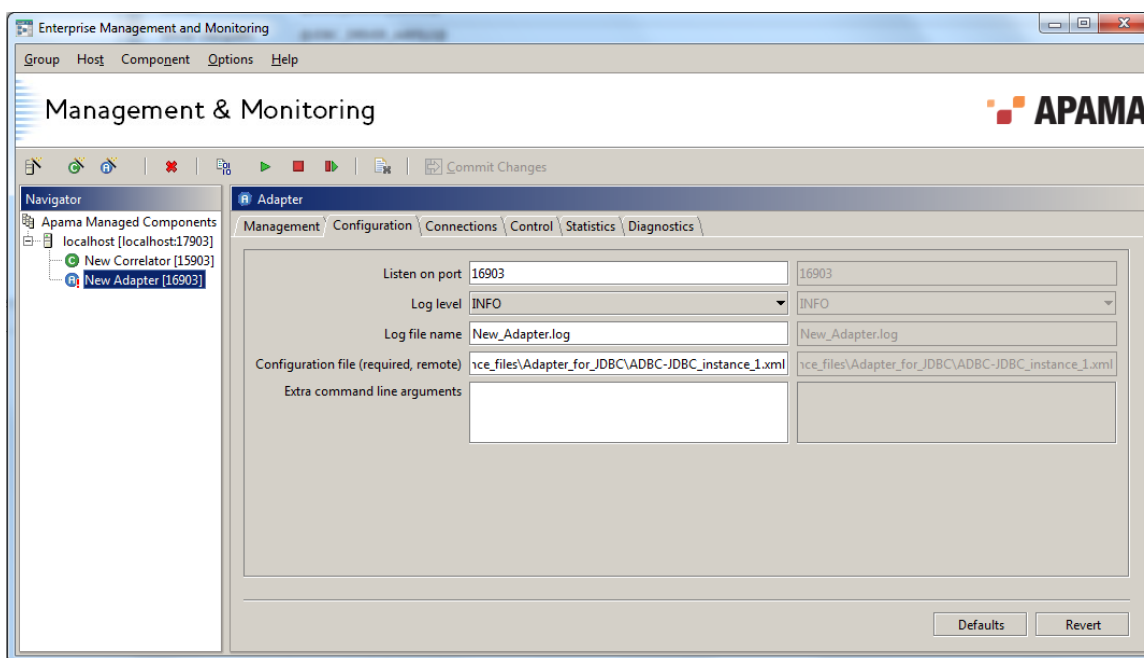 Enterprise Management and Monitoring
Group Host Component Options Help
Management & Monitoring
APAMA
Commit Changes
Navigator
Apama Managed Components
localhost [localhost:17903]
New Correlator [15903]
New Adapter [16903]
Adapter
Management Configuration Connections Control Statistics Diagnostics
Listen on port 16903 16903
Log level INFO INFO
Log file name New_Adapter.log New_Adapter.log
Configuration file (required, remote) nce_files\Adapter_for_JDBC\ADBC-JDBC_instance_1.xml nce_files\Adapter_for_JDBC\ADBC-JDBC_instance_1.xml
Extra command line arguments
Defaults Revert